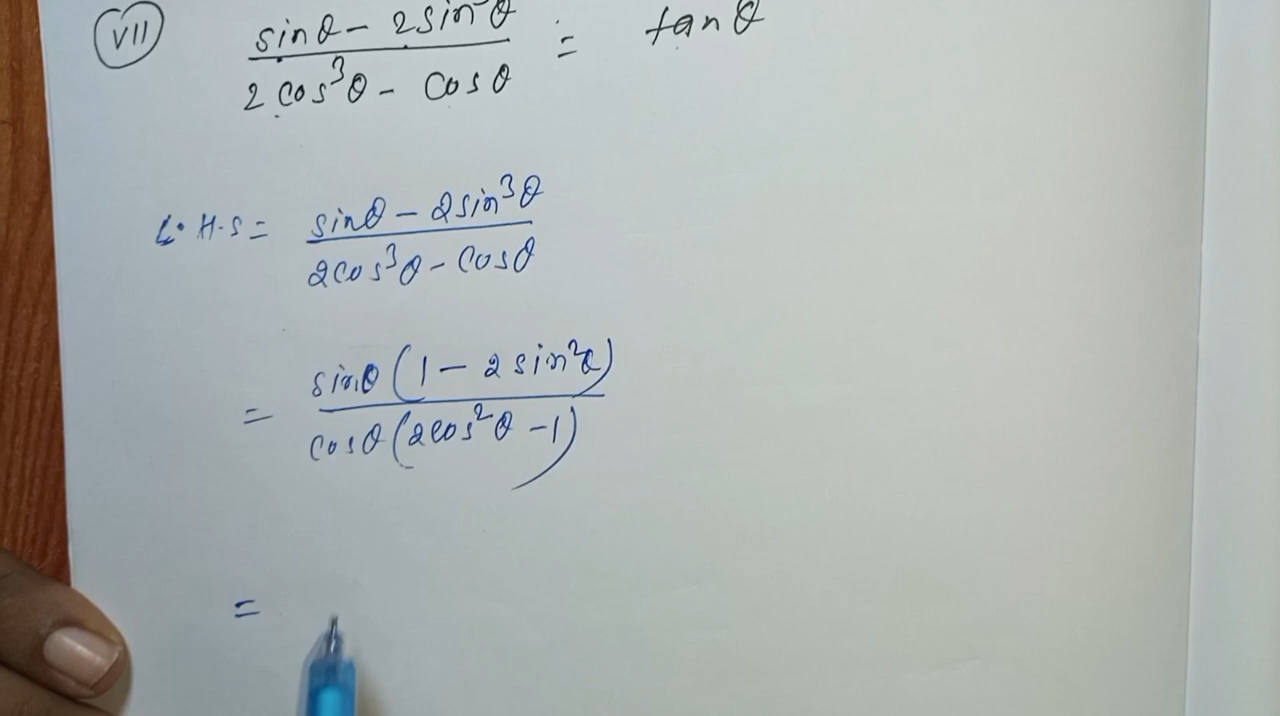 (VII) sinθ - 2sin³θ = tanθ
2cos³θ - cosθ
L.H.S = sinθ - 2sin³θ
2cos³θ - cosθ
= sinθ(1 - 2sin²θ)
cosθ(2cos²θ - 1)
=